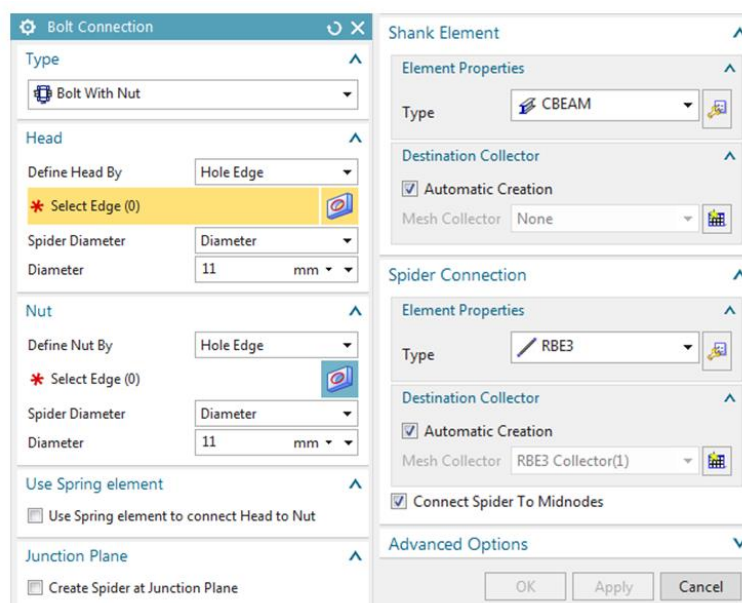 Bolt Connection
Type
Bolt With Nut
Head
Define Head By Hole Edge
* Select Edge (0)
Spider Diameter Diameter
Diameter 11 mm
Nut
Define Nut By Hole Edge
* Select Edge (0)
Spider Diameter Diameter
Diameter 11 mm
Use Spring element
Use Spring element to connect Head to Nut
Junction Plane
Create Spider at Junction Plane
Shank Element
Element Properties
Type CBEAM
Destination Collector
Automatic Creation
Mesh Collector None
Spider Connection
Element Properties
Type RBE3
Destination Collector
Automatic Creation
Mesh Collector RBE3 Collector(1)
Connect Spider To Midnodes
Advanced Options
OK Apply Cancel